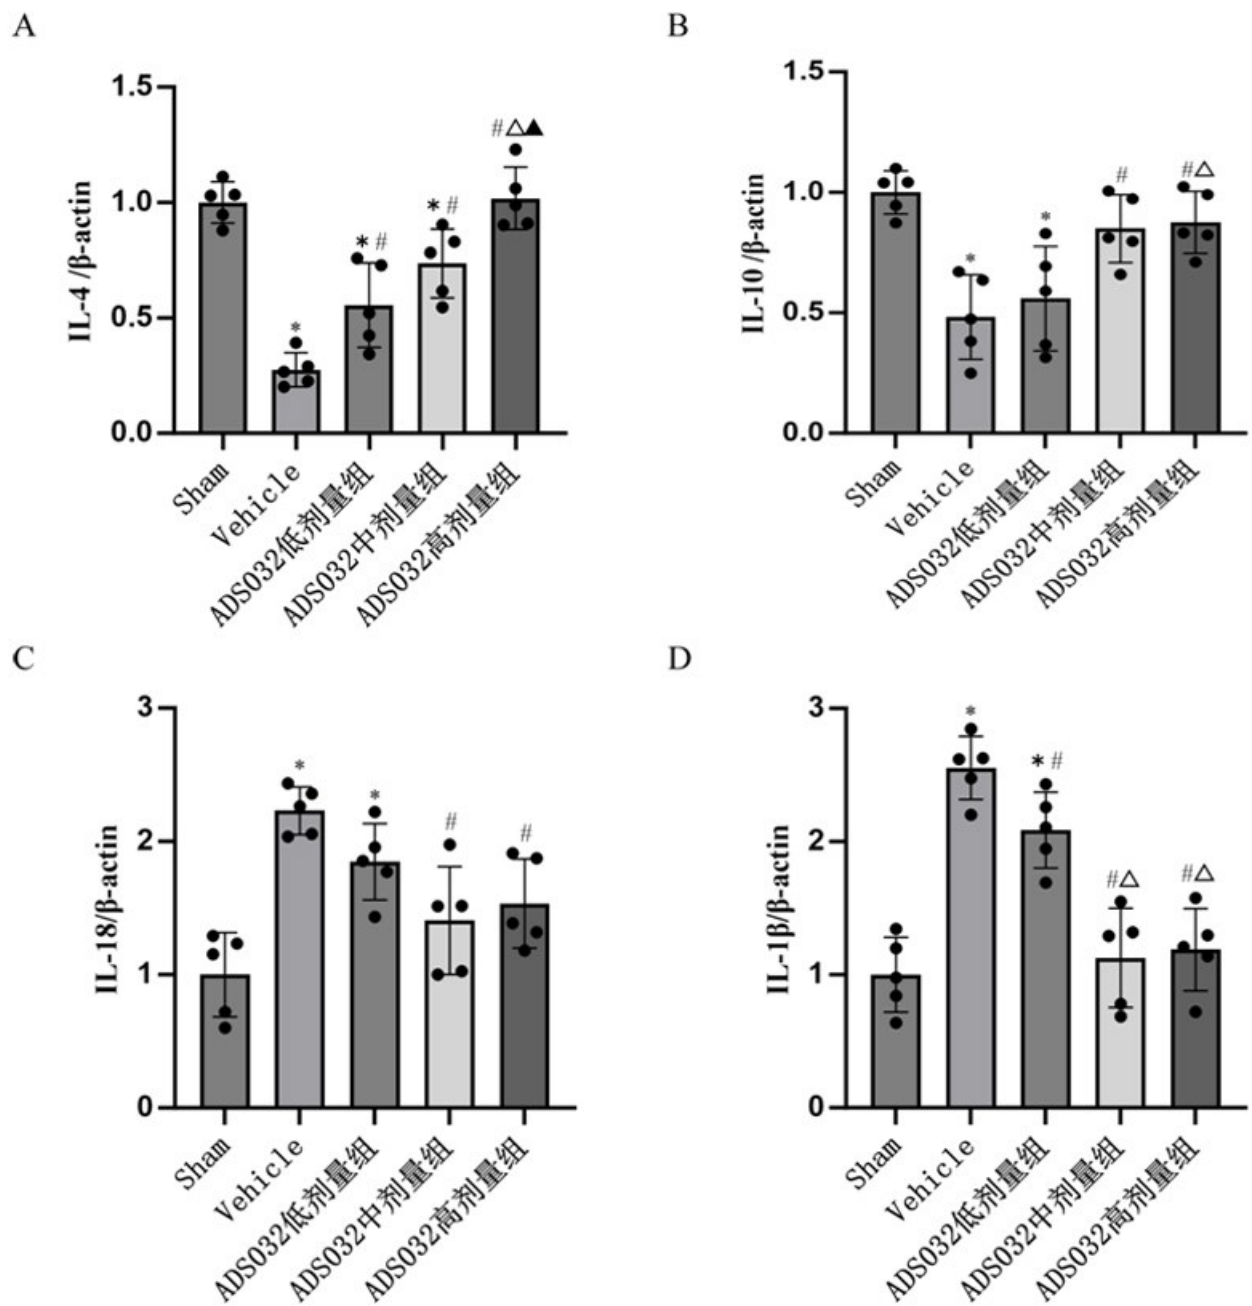 A
IL-4 /β-actin
1.5
1.0
0.5
0.0
*
* #
* #
#△▲
Sham
Vehicle
ADS032低剂量组
ADS032中剂量组
ADS032高剂量组
B
IL-10 /β-actin
1.5
1.0
0.5
0.0
*
*
#
#△
Sham
Vehicle
ADS032低剂量组
ADS032中剂量组
ADS032高剂量组
C
IL-18/β-actin
3
2
1
0
*
*
#
#
Sham
Vehicle
ADS032低剂量组
ADS032中剂量组
ADS032高剂量组
D
IL-1β/β-actin
3
2
1
0
*
* #
#△
#△
Sham
Vehicle
ADS032低剂量组
ADS032中剂量组
ADS032高剂量组